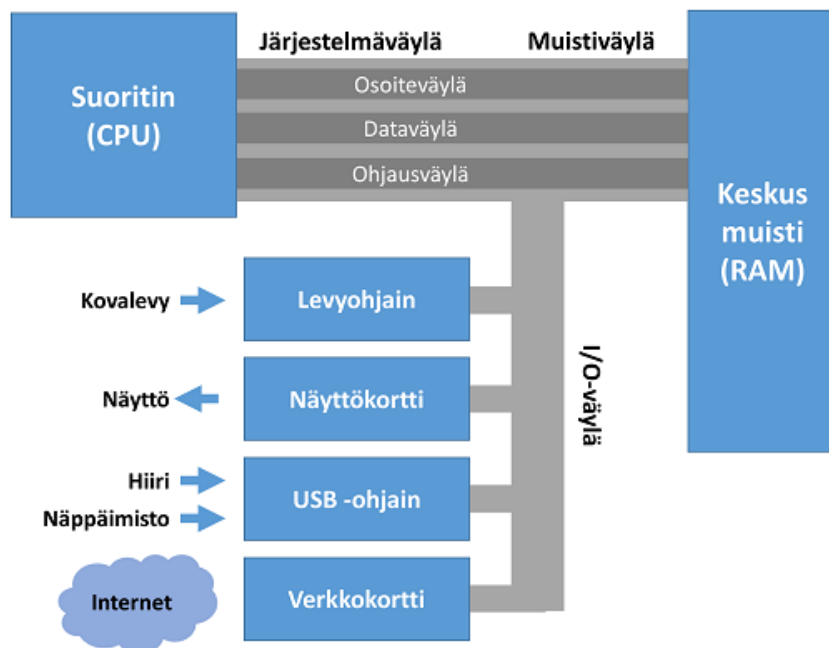 Järjestelmäväylä
Muistiväylä
Suoritin
(CPU)
Osoiteväylä
Dataväylä
Ohjausväylä
Keskus
muisti
(RAM)
Kovalevy
Levyohjain
Näyttö
Näyttökortti
I/O-väylä
Hiiri
Näppäimisto
USB -ohjain
Internet
Verkkokortti